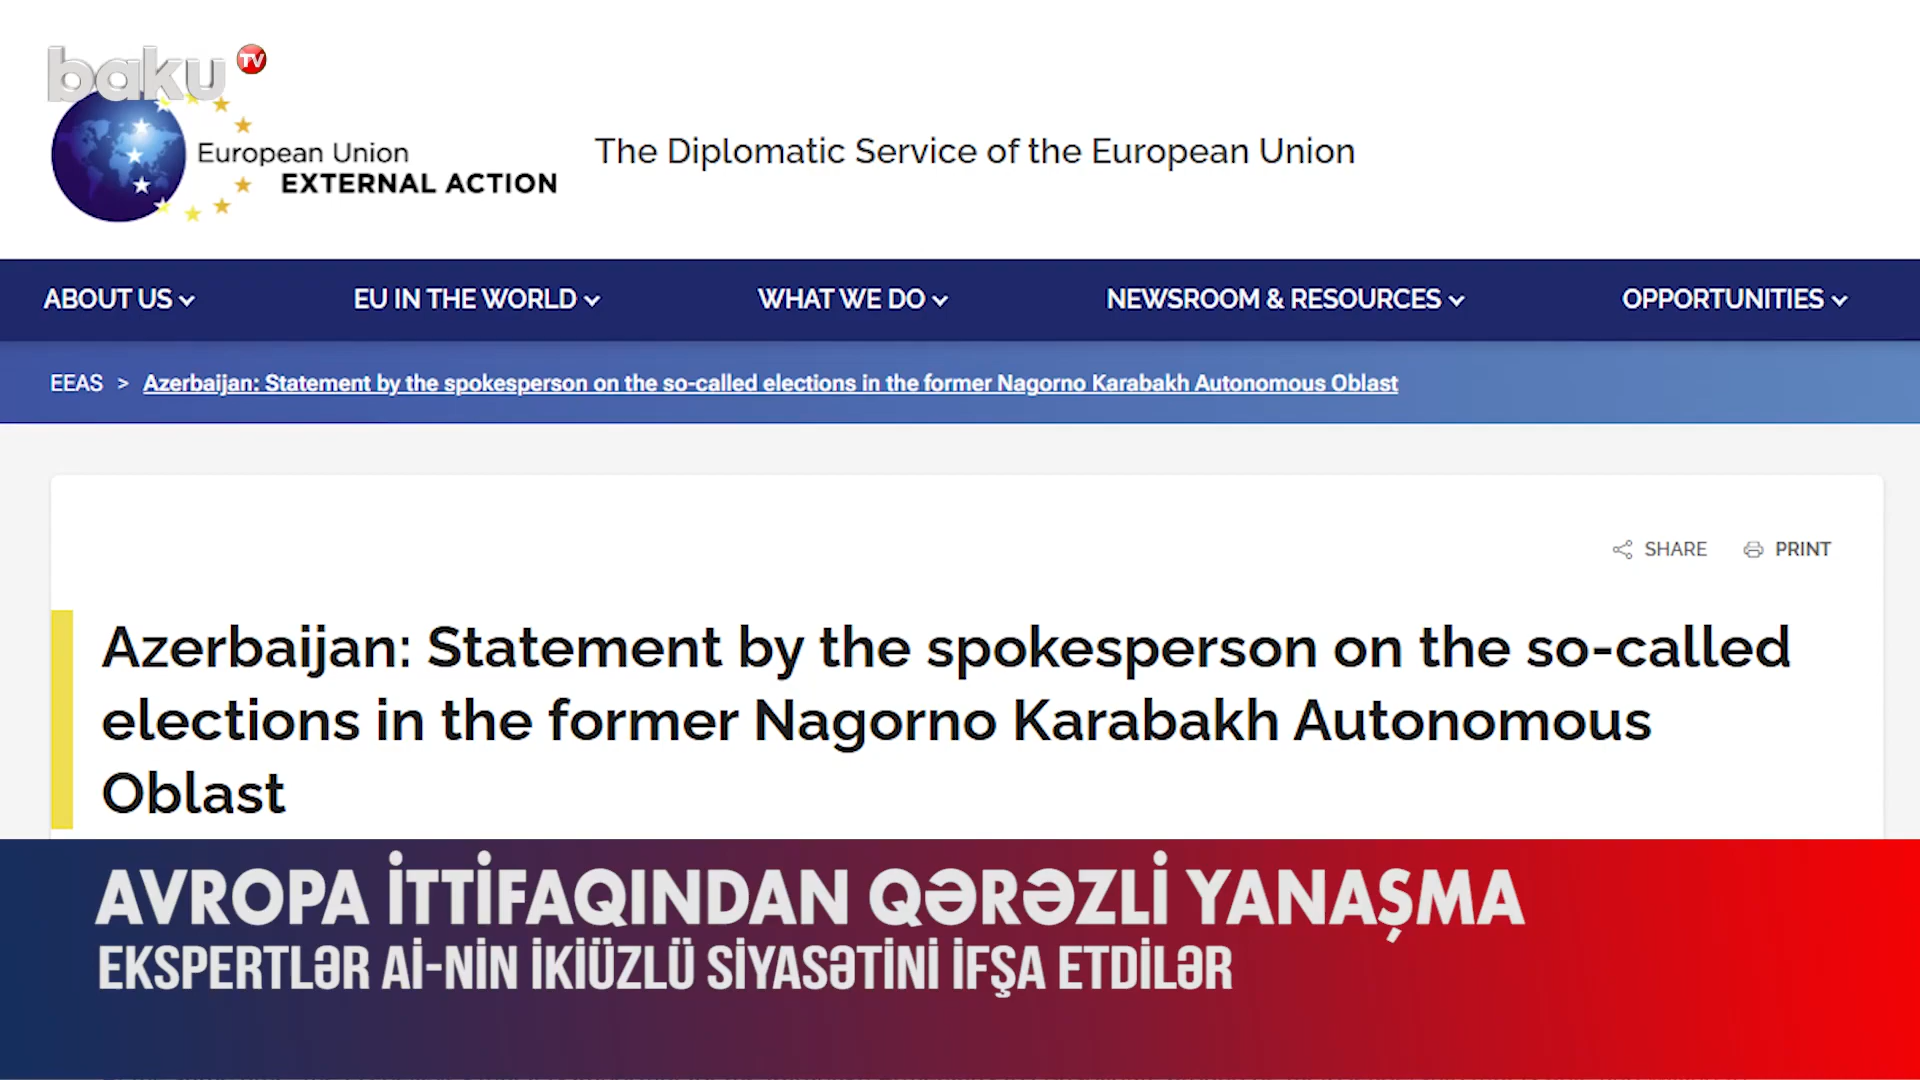 baku TV
European Union
EXTERNAL ACTION
The Diplomatic Service of the European Union
ABOUT US
EU IN THE WORLD
WHAT WE DO
NEWSROOM & RESOURCES
OPPORTUNITIES
EEAS > Azerbaijan: Statement by the spokesperson on the so-called elections in the former Nagorno Karabakh Autonomous Oblast
SHARE
PRINT
Azerbaijan: Statement by the spokesperson on the so-called
elections in the former Nagorno Karabakh Autonomous
Oblast
AVROPA İTTİFAQINDAN QƏRƏZLİ YANAŞMA
EKSPERTLƏR Aİ-NİN İKİÜZLÜ SİYASƏTİNİ İFŞA ETDİLƏR